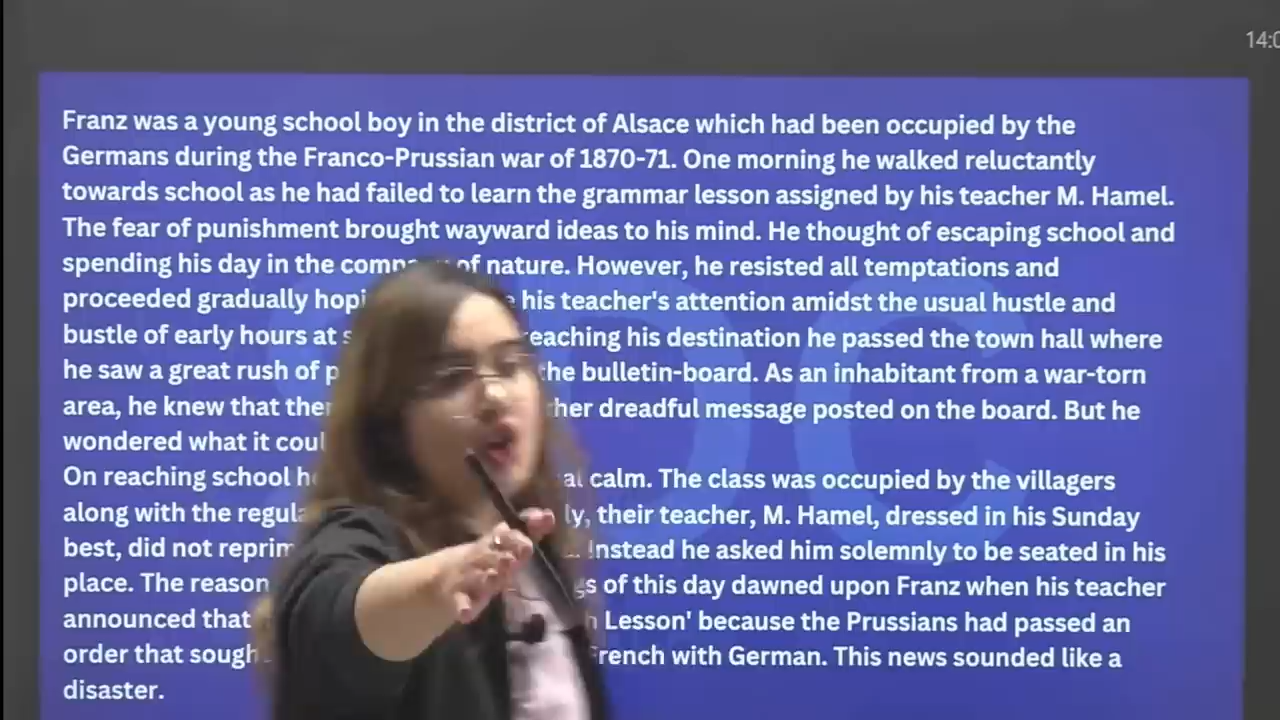 14:0
Franz was a young school boy in the district of Alsace which had been occupied by the
Germans during the Franco-Prussian war of 1870-71. One morning he walked reluctantly
towards school as he had failed to learn the grammar lesson assigned by his teacher M. Hamel.
The fear of punishment brought wayward ideas to his mind. He thought of escaping school and
spending his day in the of nature. However, he resisted all temptations and
proceeded gradually his teacher's attention amidst the usual hustle and
bustle of early hours at reaching his destination he passed the town hall where
he saw a great rush of the bulletin-board. As an inhabitant from a war-torn
area, he knew that dreadful message posted on the board. But he
wondered what it
On reaching school calm. The class was occupied by the villagers
along with the their teacher, M. Hamel, dressed in his Sunday
best, did not Instead he asked him solemnly to be seated in his
place. The reason of this day dawned upon Franz when his teacher
announced that Lesson' because the Prussians had passed an
order that French with German. This news sounded like a
disaster.